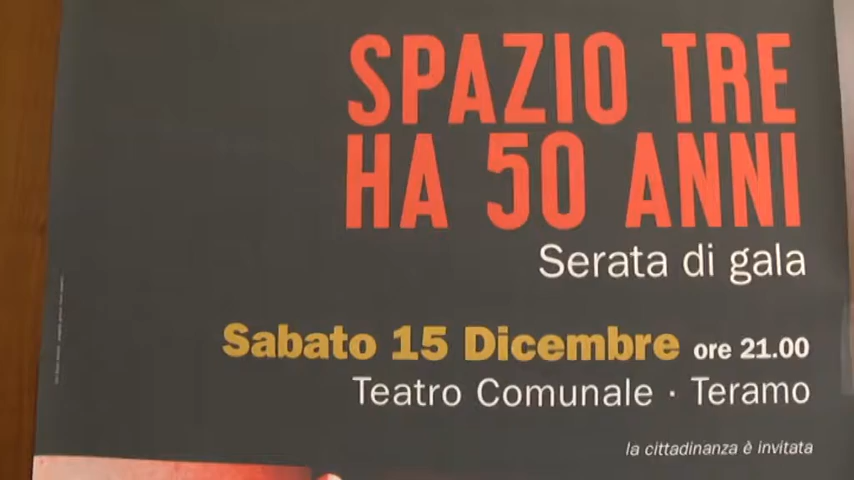 SPAZIO TRE
HA 50 ANNI
Serata di gala
Sabato 15 Dicembre ore 21.00
Teatro Comunale · Teramo
la cittadinanza è invitata